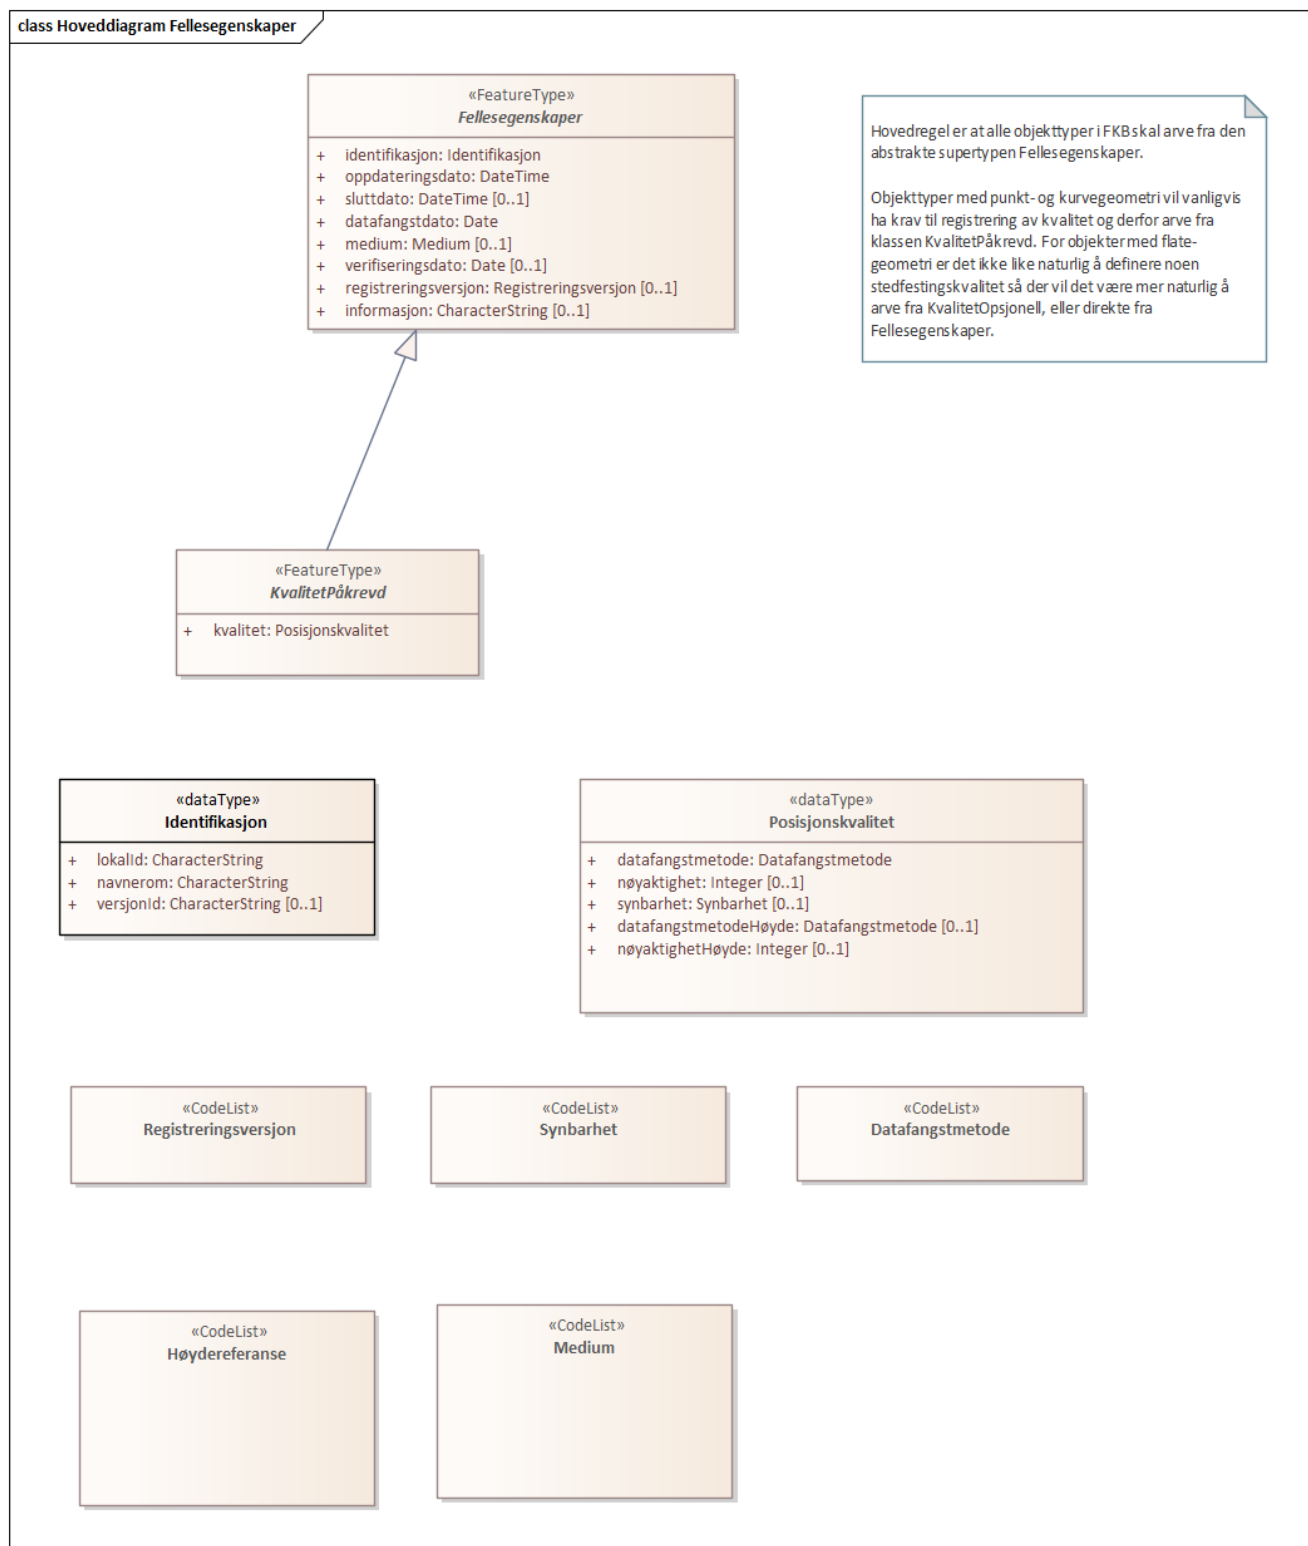 class Hoveddiagram Fellesegenskaper
«FeatureType»
Fellesegenskaper
+ identifikasjon: Identifikasjon
+ oppdateringsdato: DateTime
+ sluttdato: DateTime [0..1]
+ datafangstdato: Date
+ medium: Medium [0..1]
+ verifiseringsdato: Date [0..1]
+ registreringsversjon: Registreringsversjon [0..1]
+ informasjon: CharacterString [0..1]
Hovedregel er at alle objekttyper i FKB skal arve fra den
abstrakte supertypen Fellesegenskaper.
Objekttyper med punkt- og kurvegeometri vil vanligvis
ha krav til registrering av kvalitet og derfor arve fra
klassen KvalitetPåkrevd. For objekter med flate-
geometri er det ikke like naturlig å definere noen
stedfestingskvalitet så der vil det være mer naturlig å
arve fra KvalitetOpsjonell, eller direkte fra
Fellesegenskaper.
«FeatureType»
KvalitetPåkrevd
+ kvalitet: Posisjonskvalitet
«dataType»
Identifikasjon
+ lokalId: CharacterString
+ navnerom: CharacterString
+ versjonId: CharacterString [0..1]
«dataType»
Posisjonskvalitet
+ datafangstmetode: Datafangstmetode
+ nøyaktighet: Integer [0..1]
+ synbarhet: Synbarhet [0..1]
+ datafangstmetodeHøyde: Datafangstmetode [0..1]
+ nøyaktighetHøyde: Integer [0..1]
«CodeList»
Registreringsversjon
«CodeList»
Synbarhet
«CodeList»
Datafangstmetode
«CodeList»
Høydereferanse
«CodeList»
Medium